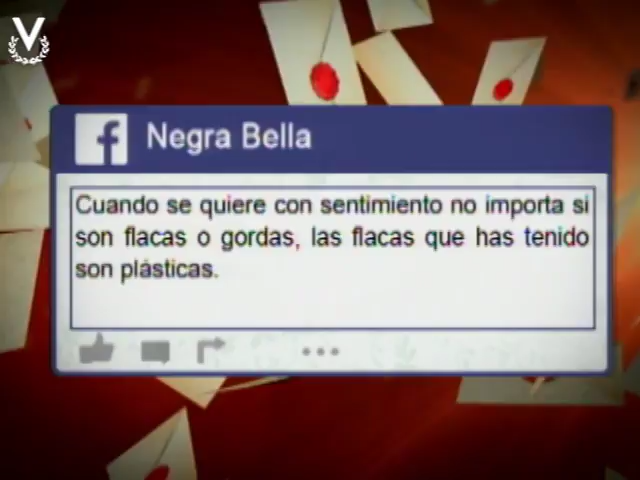 V
f Negra Bella
Cuando se quiere con sentimiento no importa si
son flacas o gordas, las flacas que has tenido
son plásticas.